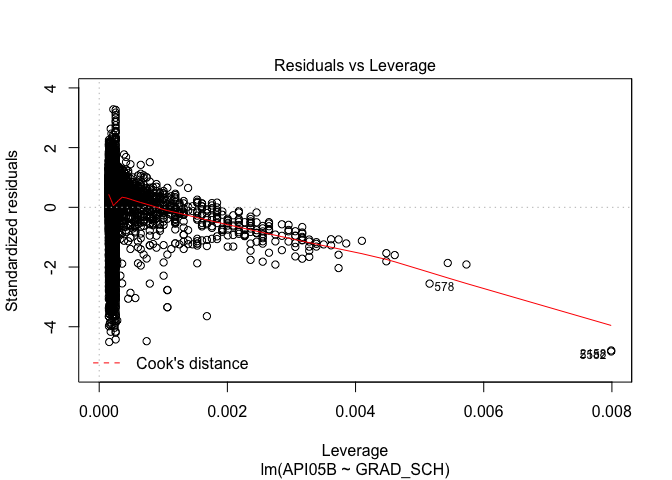 Residuals vs Leverage
Standardized residuals
4
2
0
-2
-4
578
Cook's distance
0.000 0.002 0.004 0.006 0.008
Leverage
lm(API05B ~ GRAD_SCH)